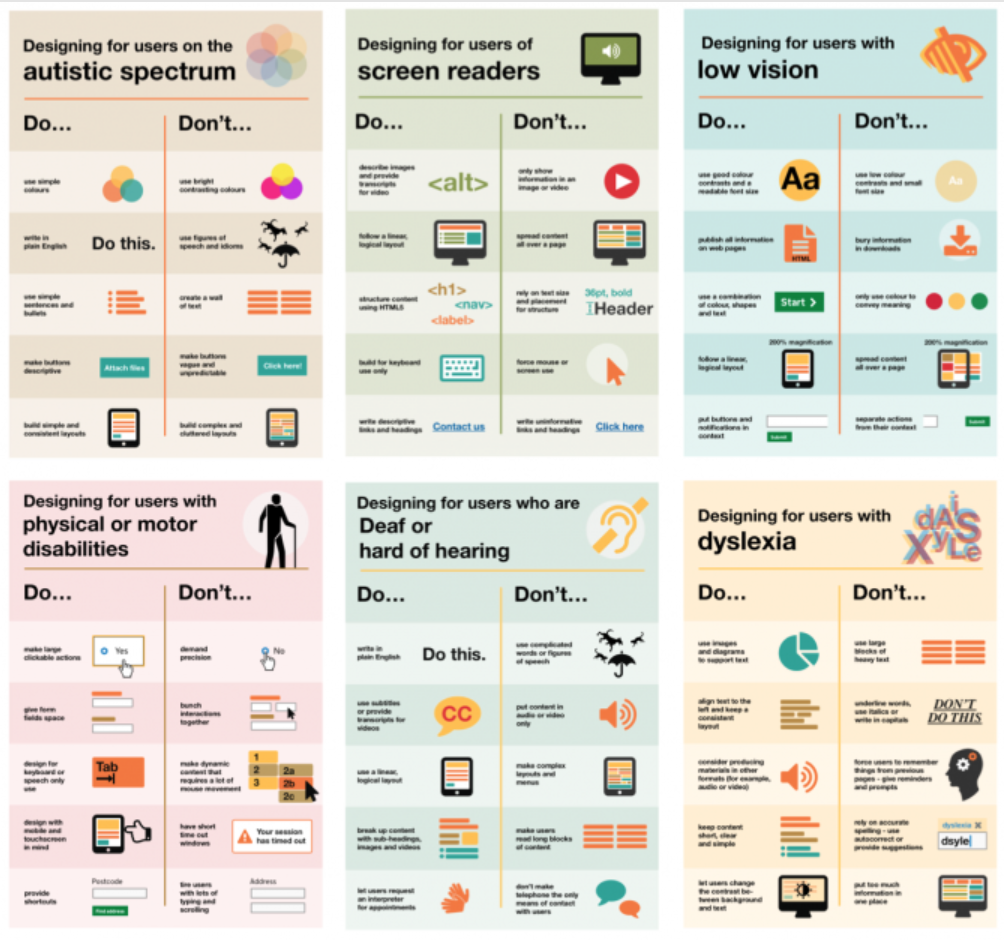 Designing for users on the
autistic spectrum
Do...
Don't...
use simple
colours
use bright
contrasting colours
write in
plain English
Do this.
use figures of
speech and idioms
use simple
sentences and
bullets
create a wall
of text
make buttons
descriptive
Attach files
make buttons
vague and
unpredictable
Click here!
build simple and
consistent layouts
build complex and
cluttered layouts
Designing for users of
screen readers
Do...
Don't...
describe images
and provide
transcripts
for video
<alt>
only show
information in an
image or video
follow a linear,
logical layout
spread content
all over a page
structure content
using HTML5
<h1>
<nav>
<label>
rely on text size
and placement
for structure
36pt, bold
Header
build for keyboard
use only
force mouse or
screen use
write descriptive
links and headings
Contact us
write uninformative
links and headings
Click here
Designing for users with
low vision
Do...
Don't...
use good colour
contrasts and a
readable font size
Aa
use low colour
contrasts and small
font size
Aa
publish all information
on web pages
HTML
bury information
in downloads
use a combination
of colour, shapes
and text
Start >
only use colour to
convey meaning
follow a linear,
logical layout
200% magnification
spread content
all over a page
200% magnification
put buttons and
notifications in
context
Submit
separate actions
from their context
Submit
Designing for users with
physical or motor
disabilities
Do...
Don't...
make large
clickable actions
Yes
demand
precision
No
give form
fields space
bunch
interactions
together
design for
keyboard or
speech only
use
Tab
make dynamic
content that
requires a lot of
mouse movement
1
2
3
2a
2b
2c
design with
mobile and
touchscreen
in mind
have short
time out
windows
Your session
has timed out
provide
shortcuts
Postcode
Find address
tire users
with lots of
typing and
scrolling
Address
Designing for users who are
Deaf or
hard of hearing
Do...
Don't...
write in
plain English
Do this.
use complicated
words or figures
of speech
use subtitles
or provide
transcripts for
videos
CC
put content in
audio or video
only
use a linear,
logical layout
make complex
layouts and
menus
break up content
with sub-headings,
images and videos
make users
read long blocks
of content
let users request
an interpreter
for appointments
don't make
telephone the only
means of contact
with users
Designing for users with
dyslexia
Do...
Don't...
use images
and diagrams
to support text
use large
blocks of
heavy text
align text to the
left and keep a
consistent
layout
underline words,
use italics or
write in capitals
DON'T
DO THIS
consider producing
materials in other
formats (for example,
audio or video)
force users to remember
things from previous
pages - give reminders
and prompts
keep content
short, clear
and simple
rely on accurate
spelling - use
autocorrect or
provide suggestions
dyslexia
dsyle
let users change
the contrast be-
tween background
and text
put too much
information in
one place